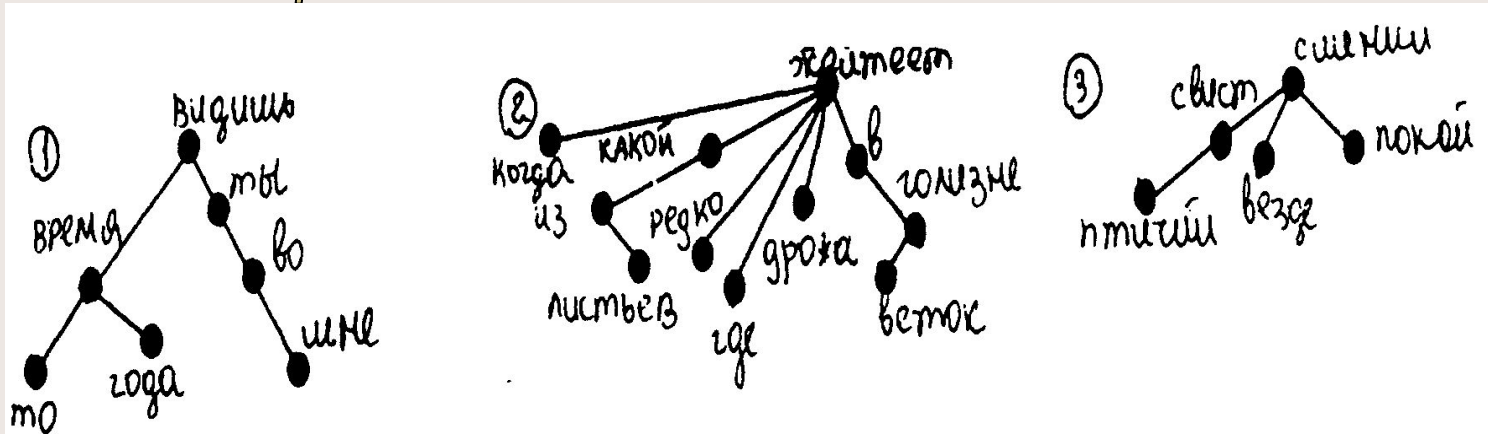 1
видишь
ты
время
во
то
года
мне
2
желтеет
когда
какой
в
из
голизне
редко
листьев
дрожа
где
веток
3
сменил
свист
покой
птичий
везде